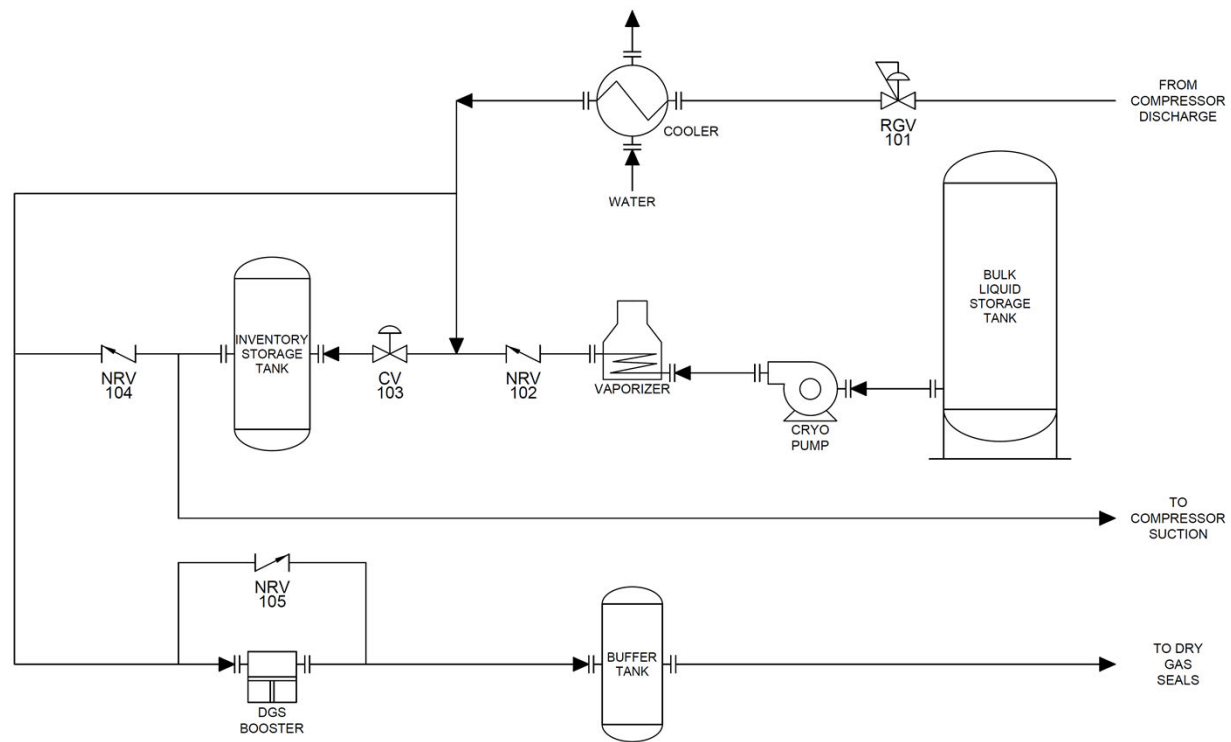 FROM
COMPRESSOR
DISCHARGE
RGV
101
COOLER
WATER
BULK
LIQUID
STORAGE
TANK
INVENTORY
STORAGE
TANK
NRV
104
CV
103
NRV
102
VAPORIZER
CRYO
PUMP
TO
COMPRESSOR
SUCTION
NRV
105
DGS
BOOSTER
BUFFER
TANK
TO DRY
GAS
SEALS